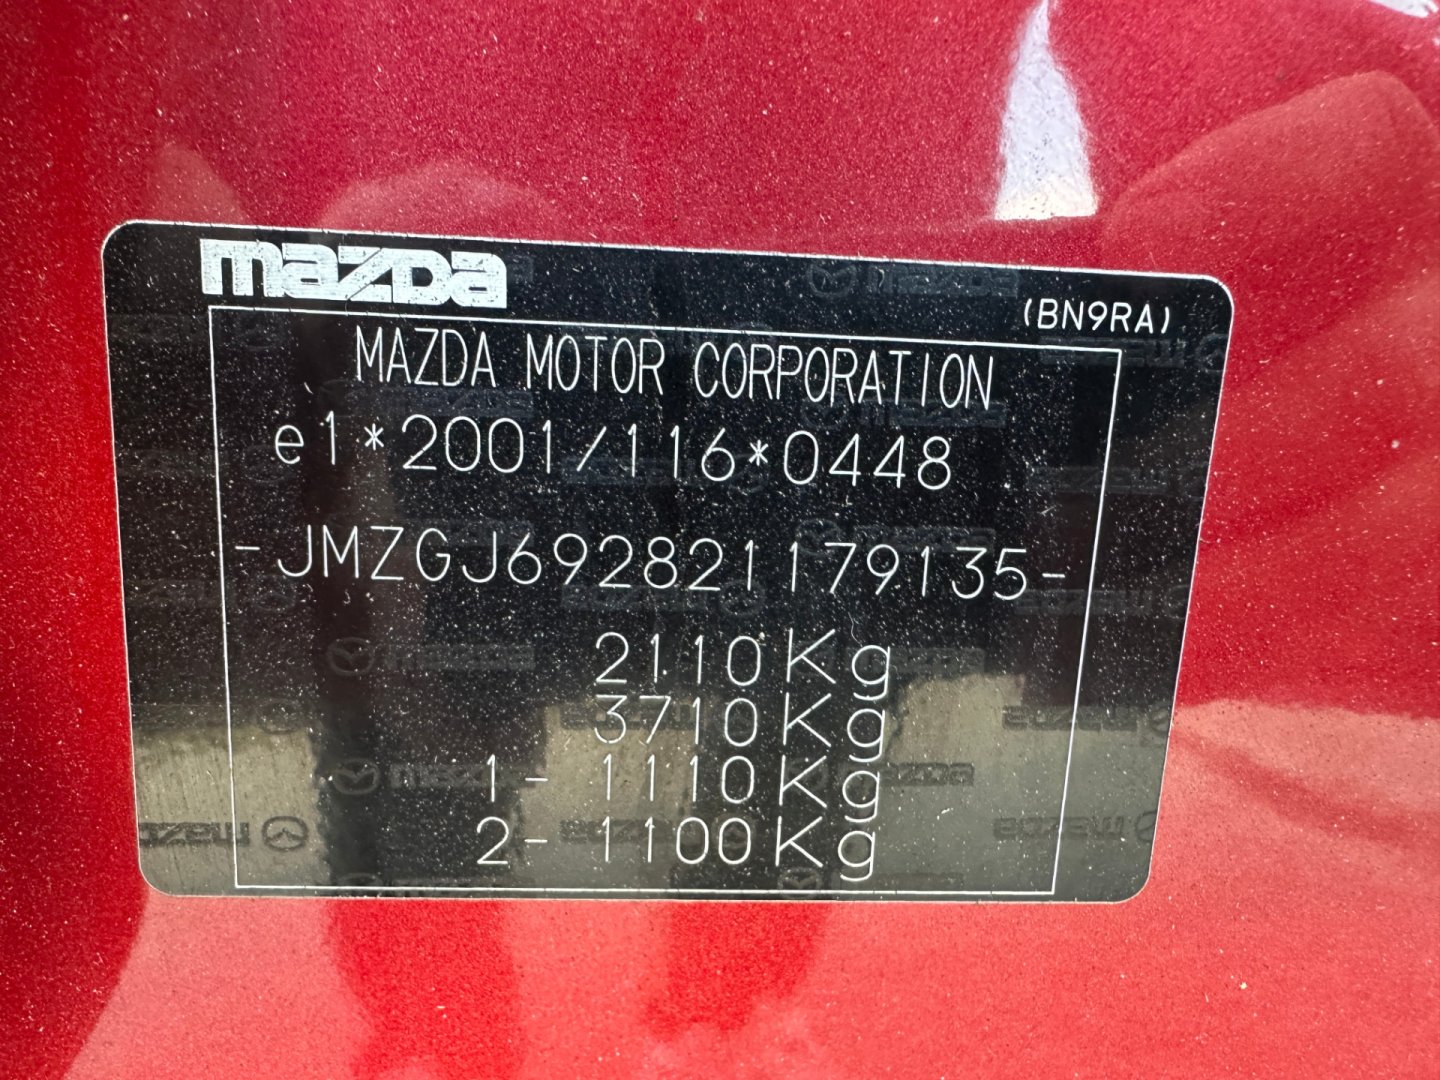 mazda
(BN9RA)
MAZDA MOTOR CORPORATION
e1*2001/116*0448
-JMZGJ692821179135-
2110Kg
3710Kg
1- 1110Kg
2- 1100Kg